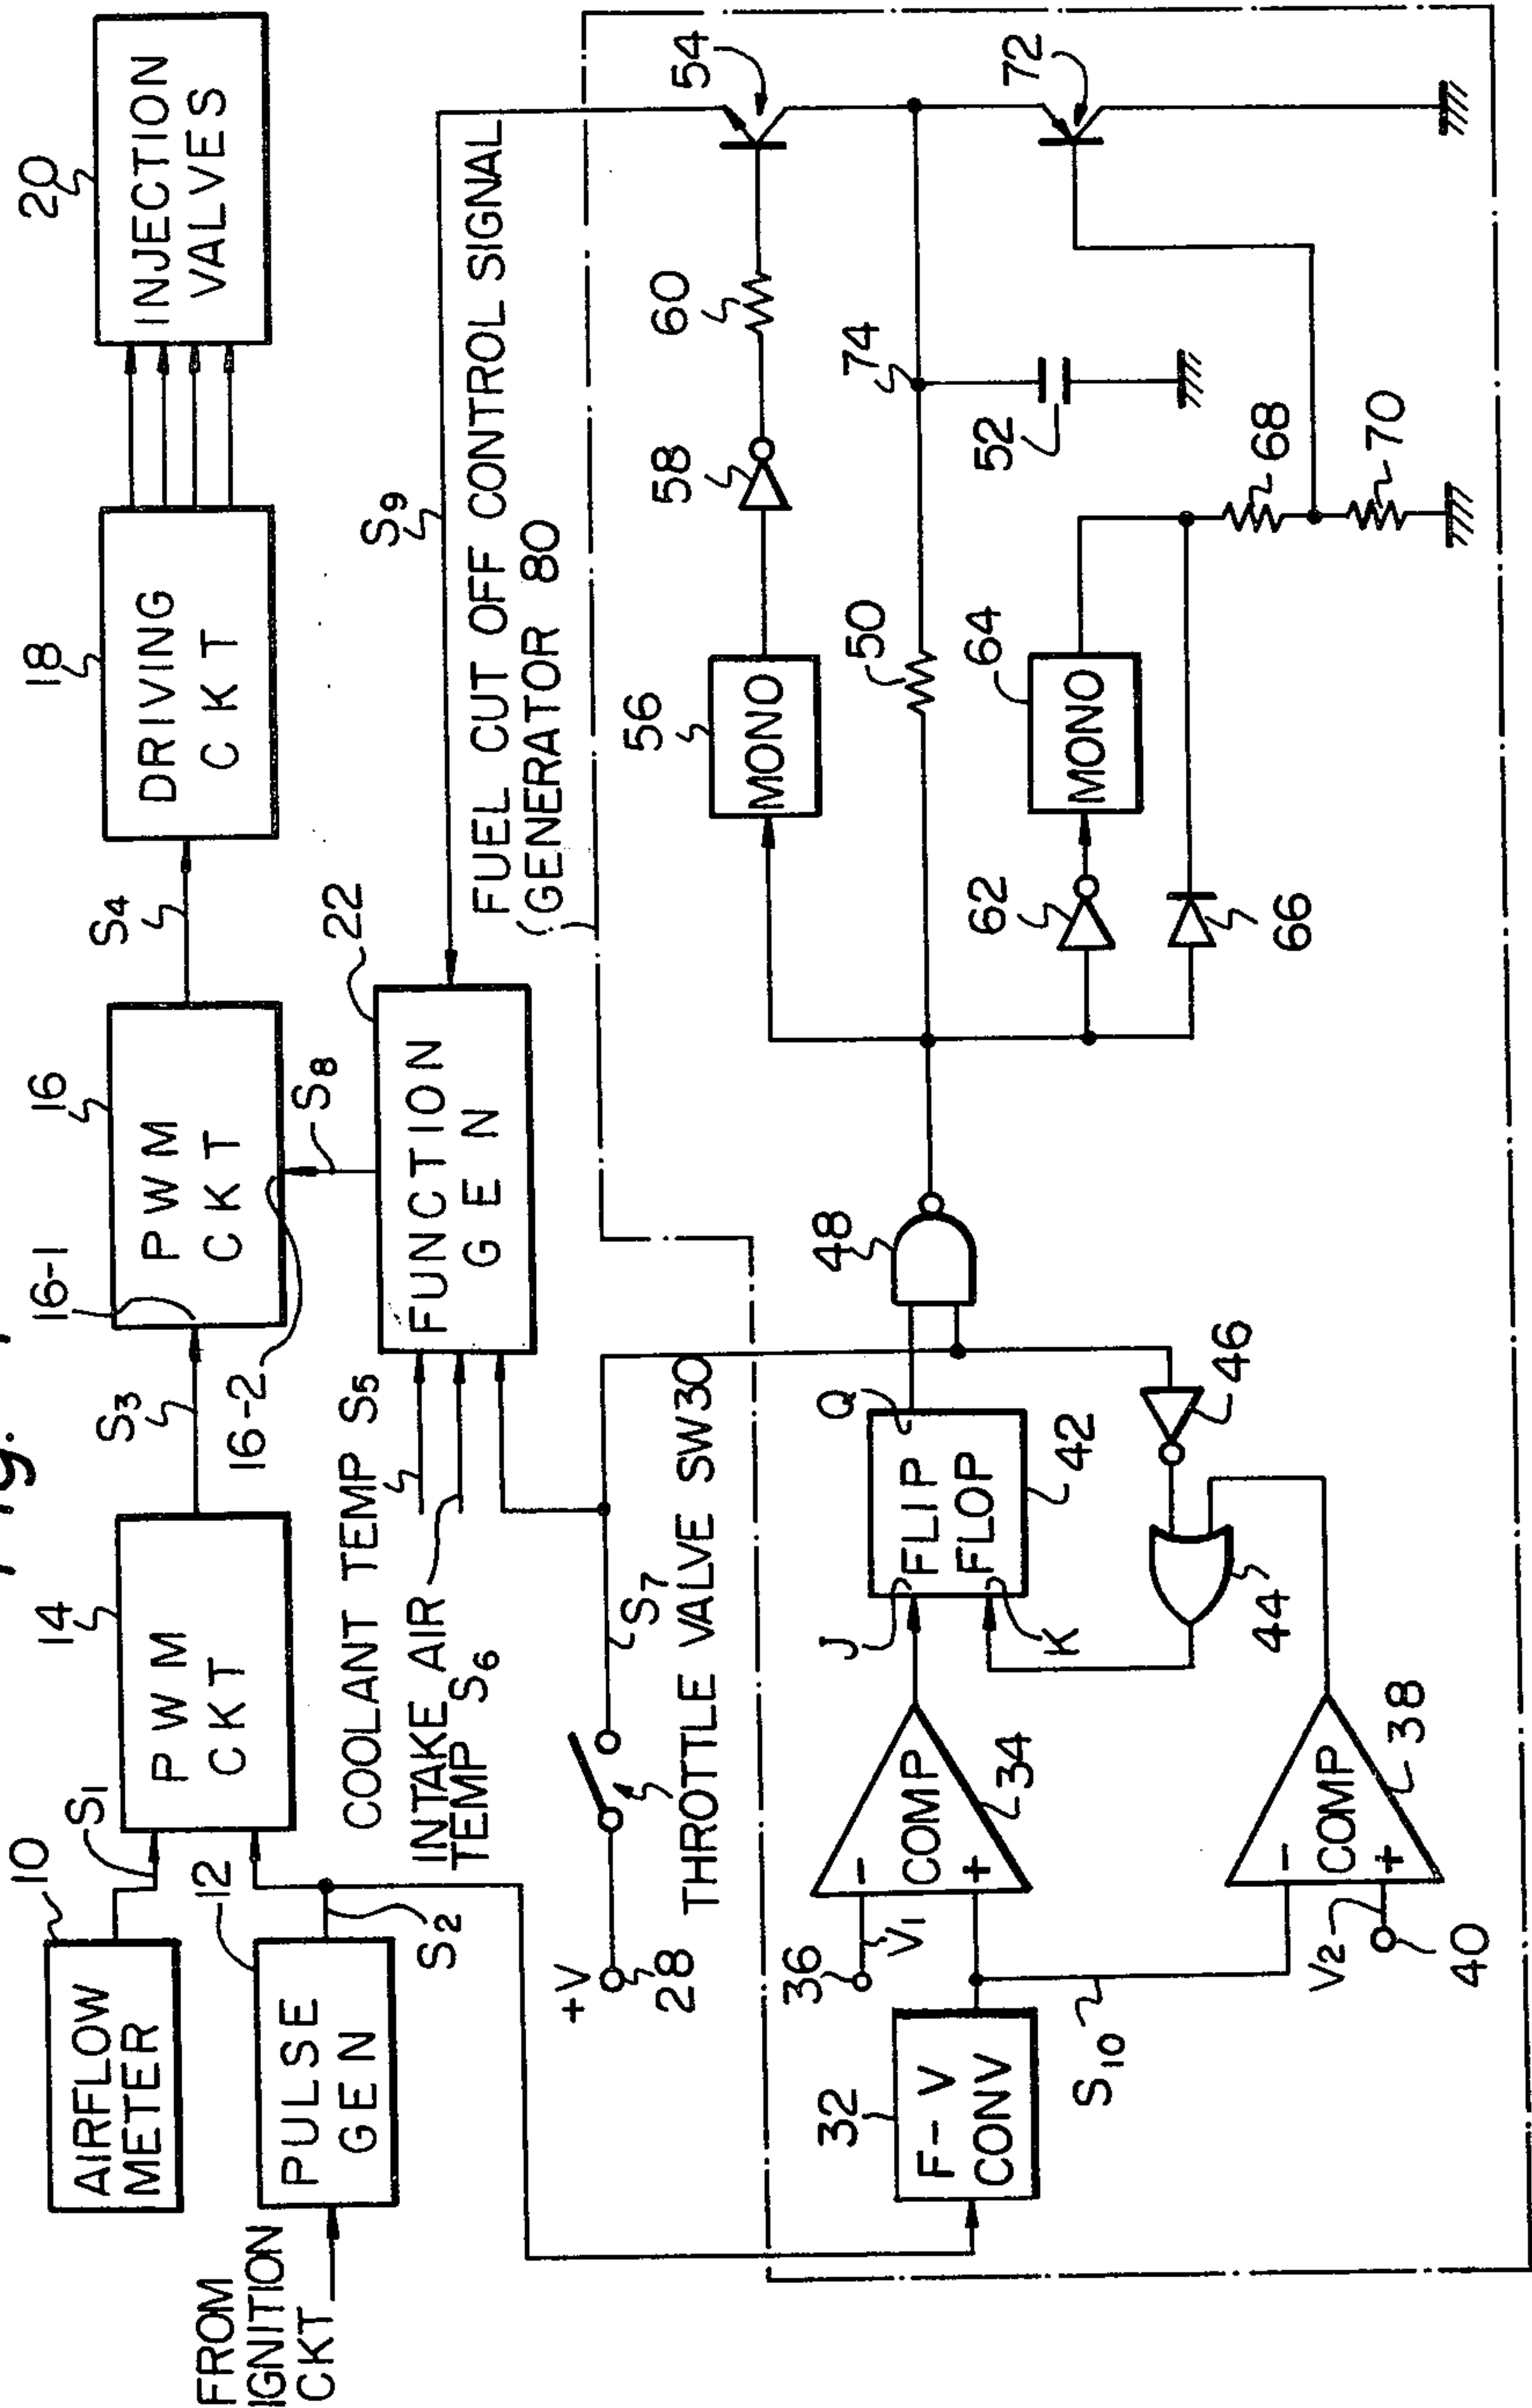 Fig. 1
FROM
IGNITION
CKT
10
AIRFLOW
METER
12
PULSE
GEN
S1
S2
14
PWM
CKT
S3
16-1
16
PWM
CKT
16-2
S4
18
DRIVING
CKT
20
INJECTION
VALVES
COOLANT TEMP S5
INTAKE AIR
TEMP S6
22
FUNCTION
GEN
S8
S9
+V
28
S7
THROTTLE VALVE SW30
FUEL CUT OFF CONTROL SIGNAL
GENERATOR 80
32
F-V
CONV
S10
36
V1
-
COMP
+
34
V2
40
-
COMP
+
38
J
K
Q
FLIP
FLOP
42
44
46
48
56
MONO
58
60
54
50
74
52
62
64
MONO
66
68
70
72